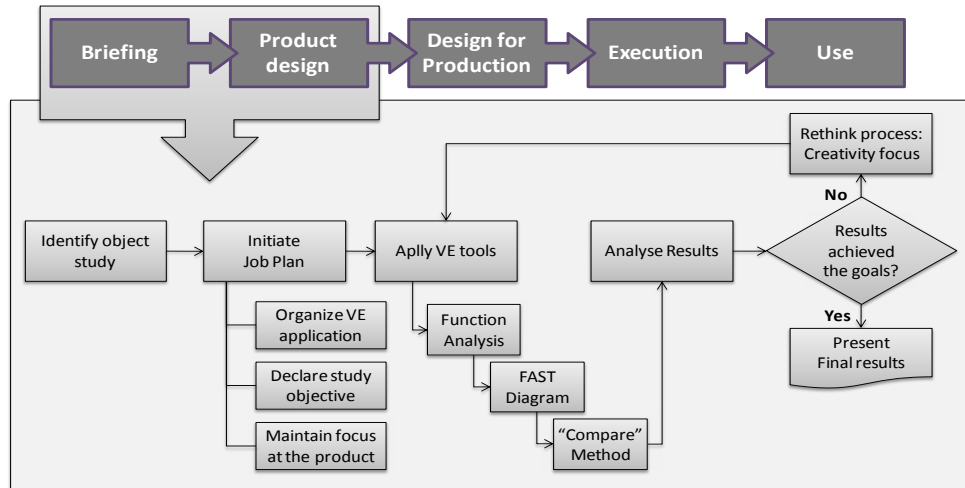 Briefing
Product
design
Design for
Production
Execution
Use
Rethink process:
Creativity focus
No
Identify object
study
Initiate
Job Plan
Aplly VE tools
Analyse Results
Results
achieved
the goals?
Organize VE
application
Declare study
objective
Maintain focus
at the product
Function
Analysis
FAST
Diagram
“Compare”
Method
Yes
Present
Final results